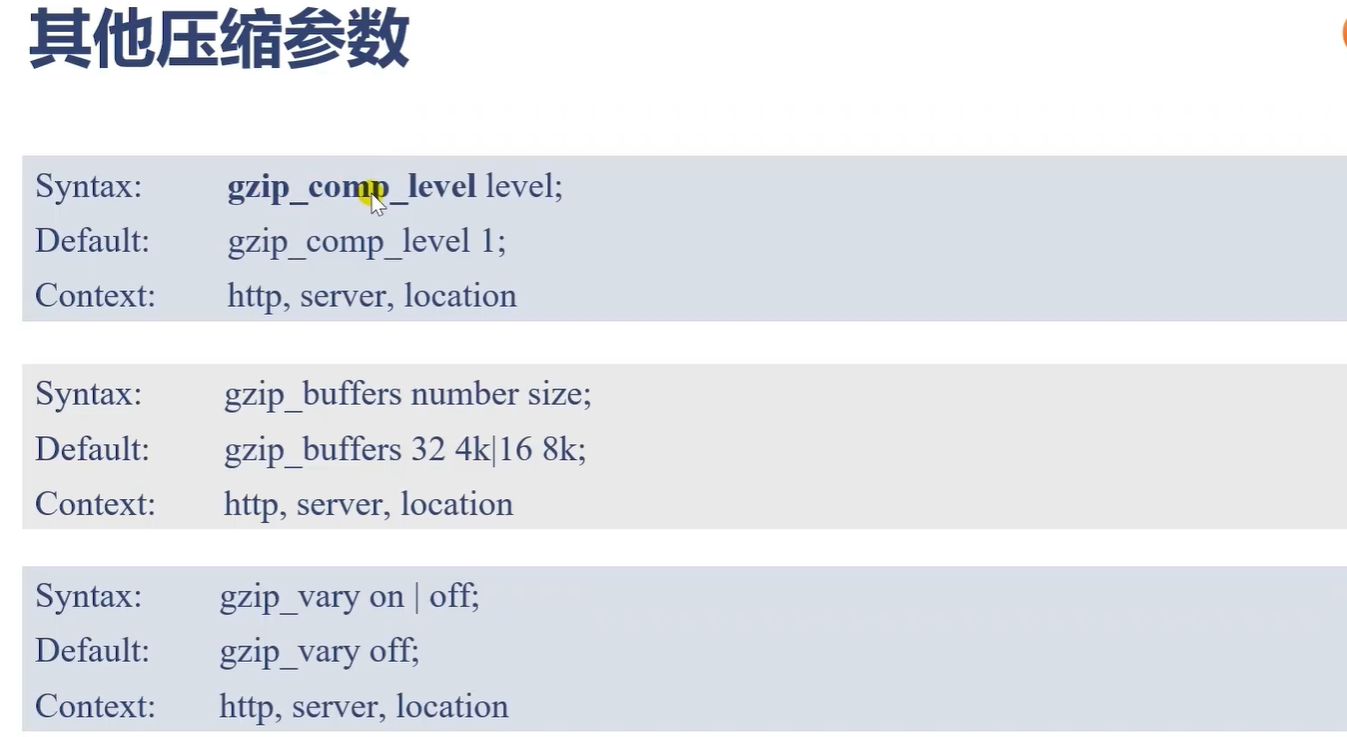 其他压缩参数
Syntax: gzip_comp_level level;
Default: gzip_comp_level 1;
Context: http, server, location
Syntax: gzip_buffers number size;
Default: gzip_buffers 32 4k|16 8k;
Context: http, server, location
Syntax: gzip_vary on | off;
Default: gzip_vary off;
Context: http, server, location